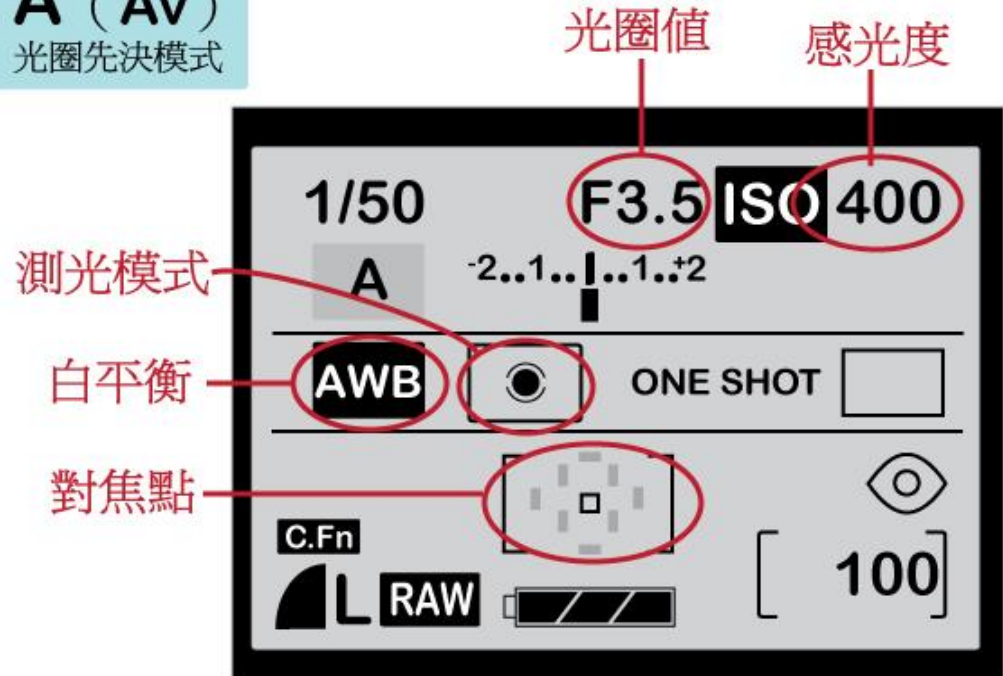 A（AV）
光圈先決模式
光圈值
感光度
1/50 F3.5 ISO 400
測光模式
A -2..1..|..1..+2
白平衡
AWB ONE SHOT
對焦點
C.Fn
L RAW [100]